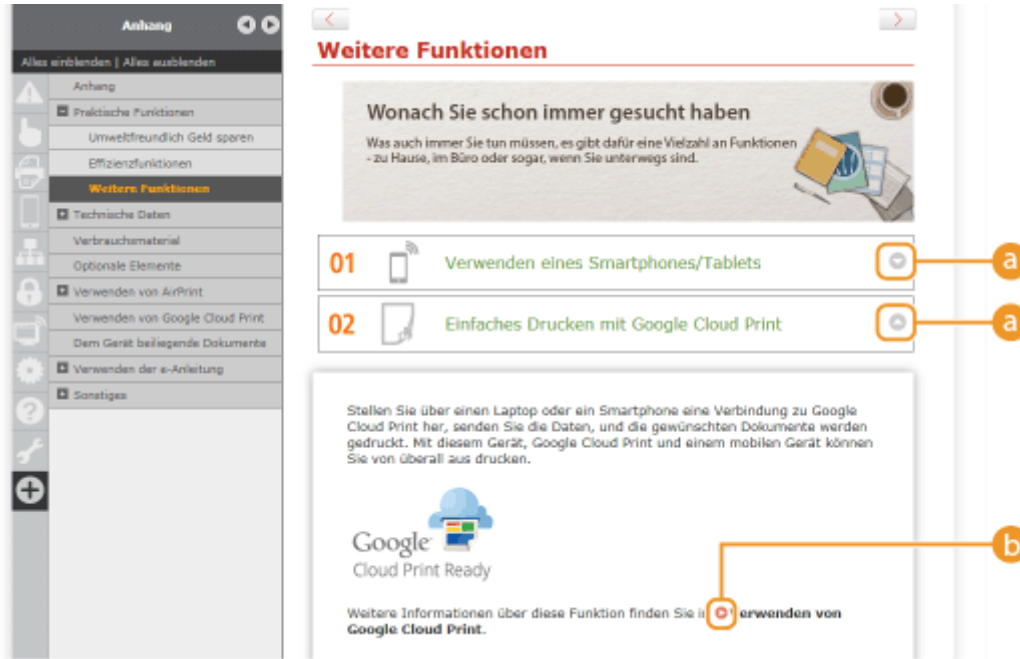 Anhang
Alles einblenden | Alles ausblenden
Anhang
Praktische Funktionen
Umweltfreundlich Geld sparen
Effizienzfunktionen
Weitere Funktionen
Technische Daten
Verbrauchsmaterial
Optionale Elemente
Verwenden von AirPrint
Verwenden von Google Cloud Print
Dem Gerät beiliegende Dokumente
Verwenden der e-Anleitung
Sonstiges
Weitere Funktionen
Wonach Sie schon immer gesucht haben
Was auch immer Sie tun müssen, es gibt dafür eine Vielzahl an Funktionen
- zu Hause, im Büro oder sogar, wenn Sie unterwegs sind.
01 Verwenden eines Smartphones/Tablets
a
02 Einfaches Drucken mit Google Cloud Print
a
Stellen Sie über einen Laptop oder ein Smartphone eine Verbindung zu Google
Cloud Print her, senden Sie die Daten, und die gewünschten Dokumente werden
gedruckt. Mit diesem Gerät, Google Cloud Print und einem mobilen Gerät können
Sie von überall aus drucken.
Google
Cloud Print Ready
b
Weitere Informationen über diese Funktion finden Sie i erwenden von
Google Cloud Print.